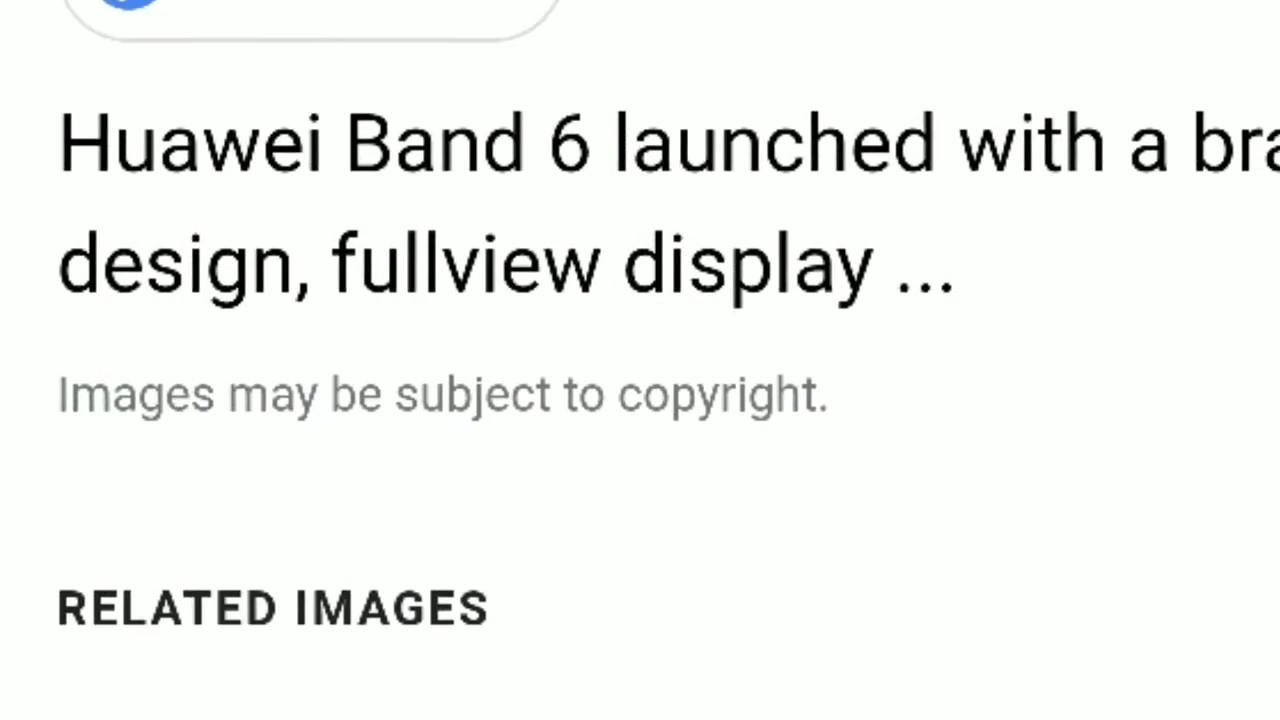 Huawei Band 6 launched with a
design, fullview display ...
Images may be subject to copyright.
RELATED IMAGES